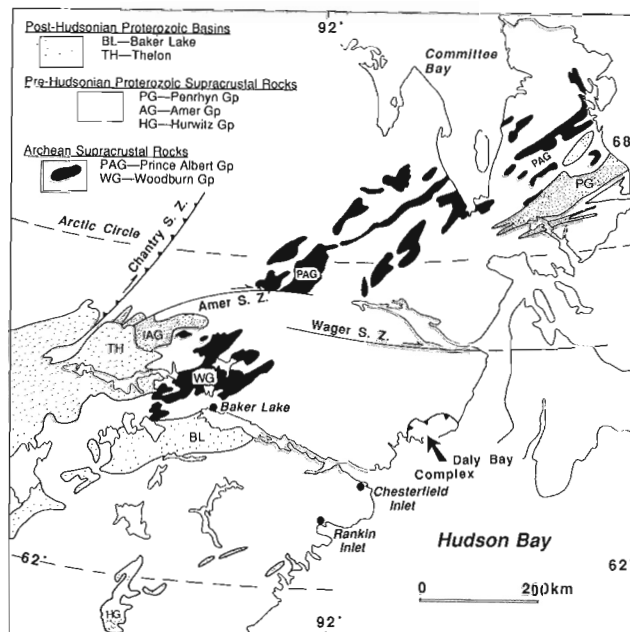 Post-Hudsonian Proterozoic Basins
BL—Baker Lake
TH—Thelon
Pre-Hudsonian Proterozoic Supracrustal Rocks
PG—Penrhyn Gp
AG—Amer Gp
HG—Hurwitz Gp
Archean Supracrustal Rocks
PAG—Prince Albert Gp
WG—Woodburn Gp
92°
Committee
Bay
68
PAG
PG
Arctic Circle
Chantry S. Z.
PAG
Amer S. Z.
Wager S. Z.
AG
TH
WG
Baker Lake
BL
Daly Bay
Complex
Chesterfield
Inlet
Rankin
Inlet
Hudson Bay
62°
62
0 200km
HG
92°